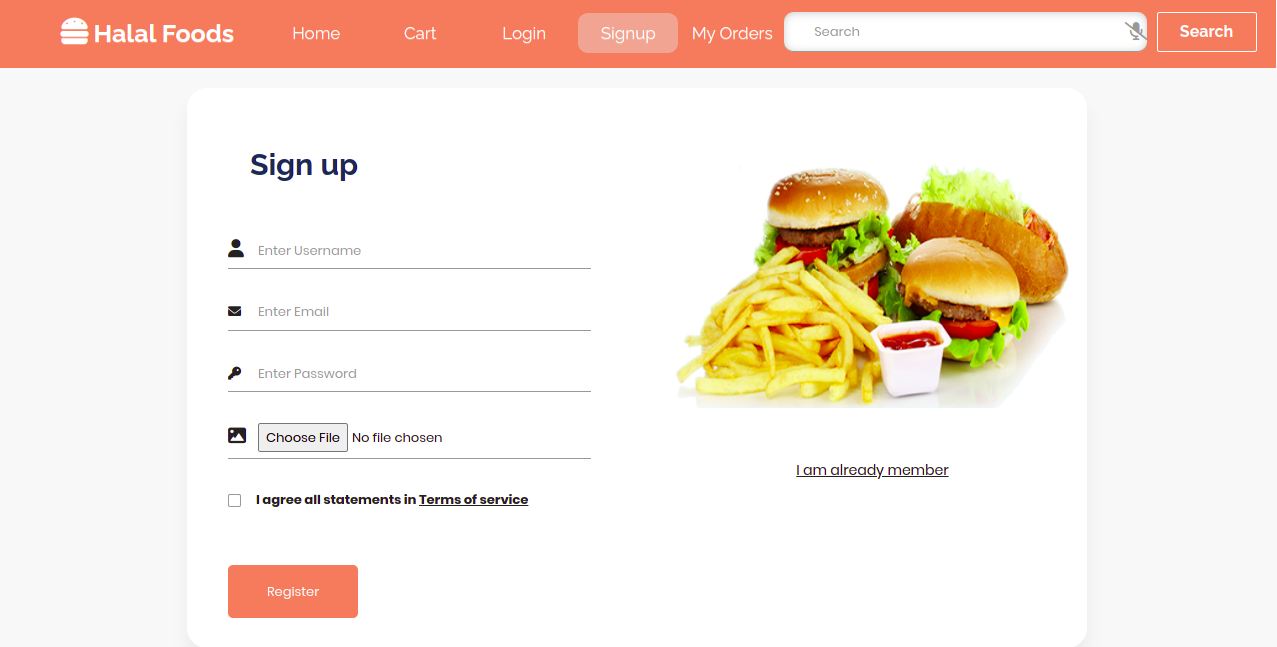 Halal Foods
Home
Cart
Login
Signup
My Orders
Search
Search
Sign up
Enter Username
Enter Email
Enter Password
Choose File No file chosen
I agree all statements in Terms of service
Register
I am already member